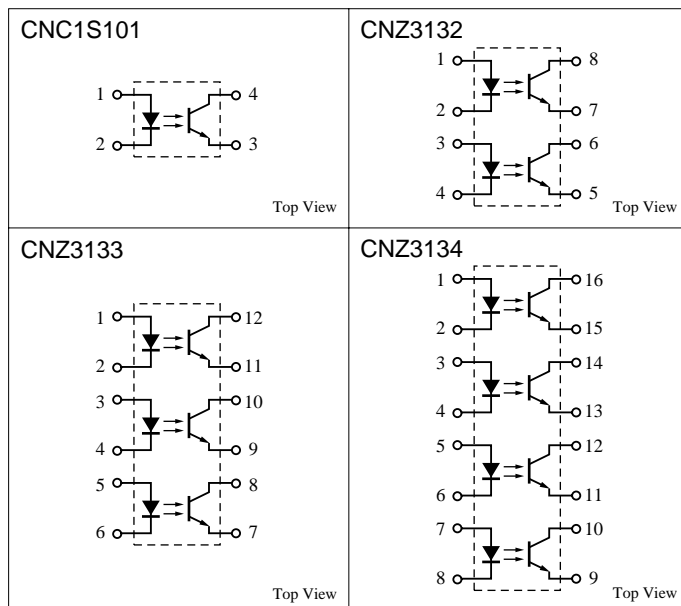 CNC1S101
1 4
2 3
Top View
CNZ3132
1 8
2 7
3 6
4 5
Top View
CNZ3133
1 12
2 11
3 10
4 9
5 8
6 7
Top View
CNZ3134
1 16
2 15
3 14
4 13
5 12
6 11
7 10
8 9
Top View